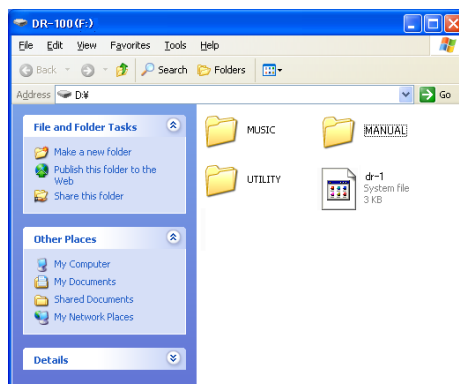 DR-100 (F:)
File Edit View Favorites Tools Help
Back Search Folders
Address D:¥ Go
File and Folder Tasks
Make a new folder
Publish this folder to the
Web
Share this folder
Other Places
My Computer
My Documents
Shared Documents
My Network Places
Details
MUSIC
MANUAL
UTILITY
dr-1
System file
3 KB